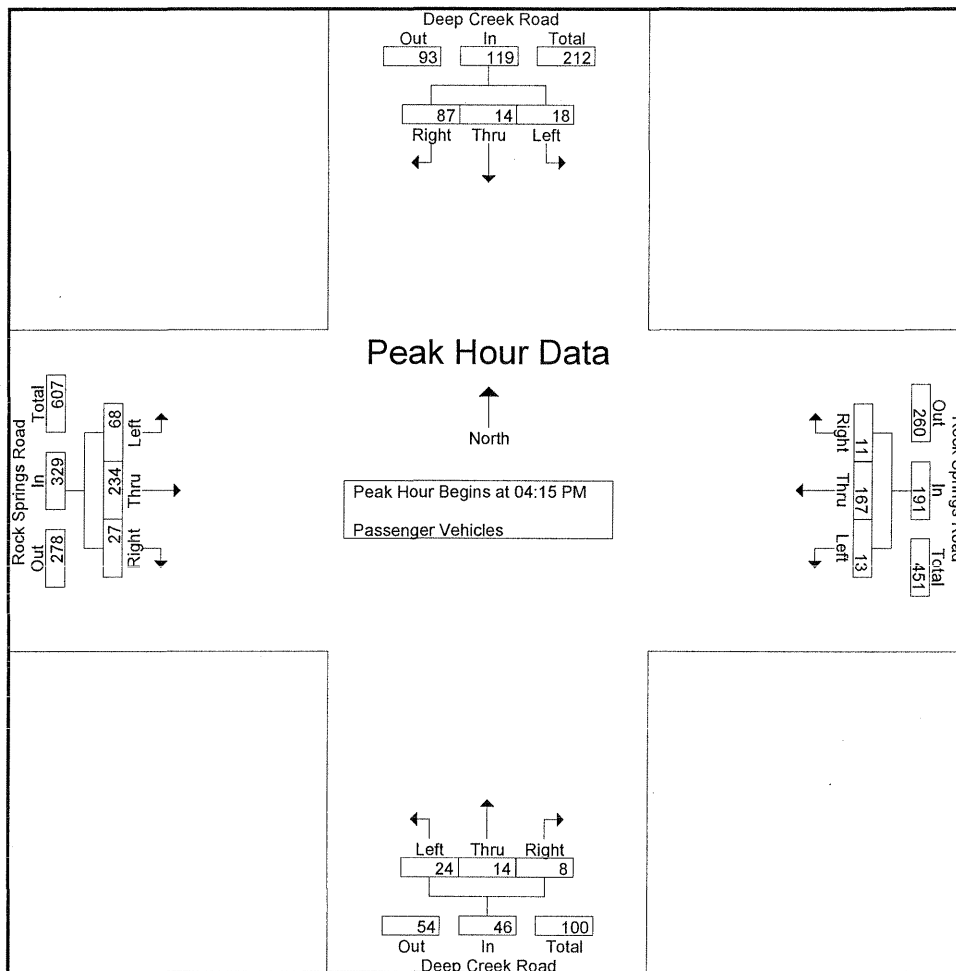 Deep Creek Road
Out In Total
93 119 212
87 14 18
Right Thru Left
Peak Hour Data
North
Peak Hour Begins at 04:15 PM
Passenger Vehicles
Rock Springs Road
Out In Total
278 329 607
68 234 27
Left Thru Right
Rock Springs Road
Out In Total
260 191 451
11 167 13
Right Thru Left
Left Thru Right
24 14 8
54 46 100
Out In Total
Deep Creek Road